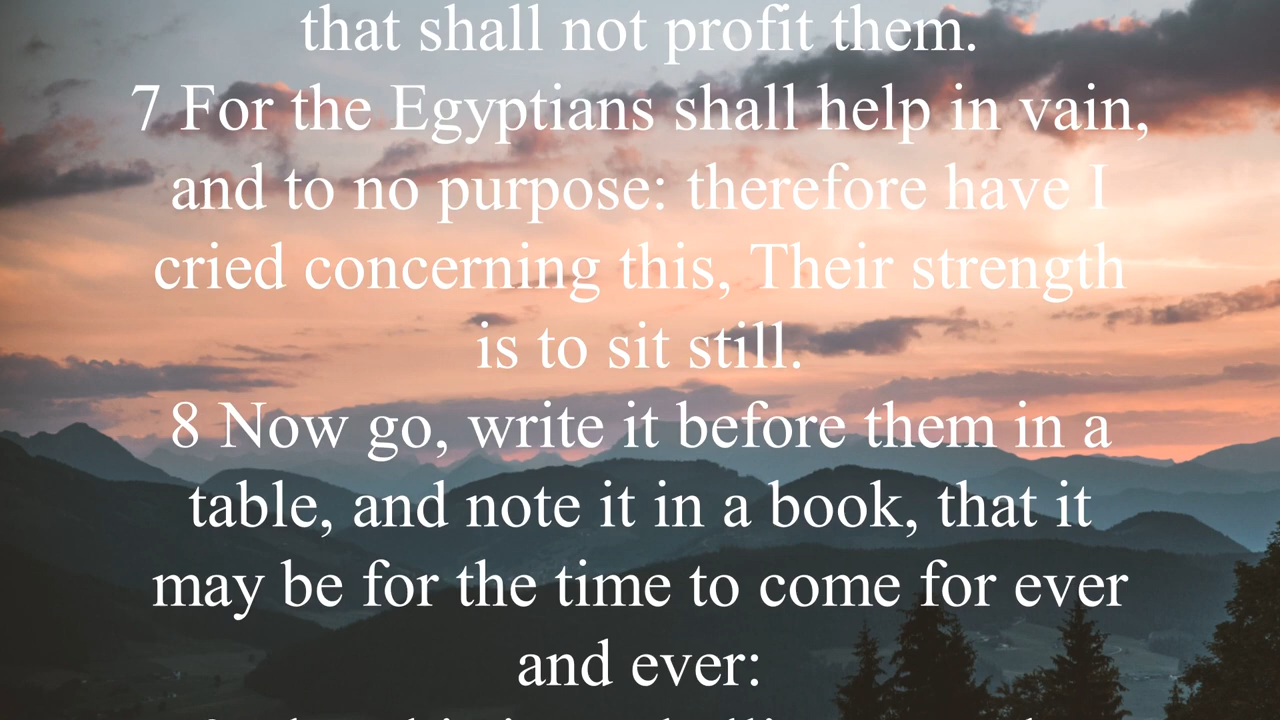 that shall not profit them.
7 For the Egyptians shall help in vain,
and to no purpose: therefore have I
cried concerning this, Their strength
is to sit still.
8 Now go, write it before them in a
table, and note it in a book, that it
may be for the time to come for ever
and ever: